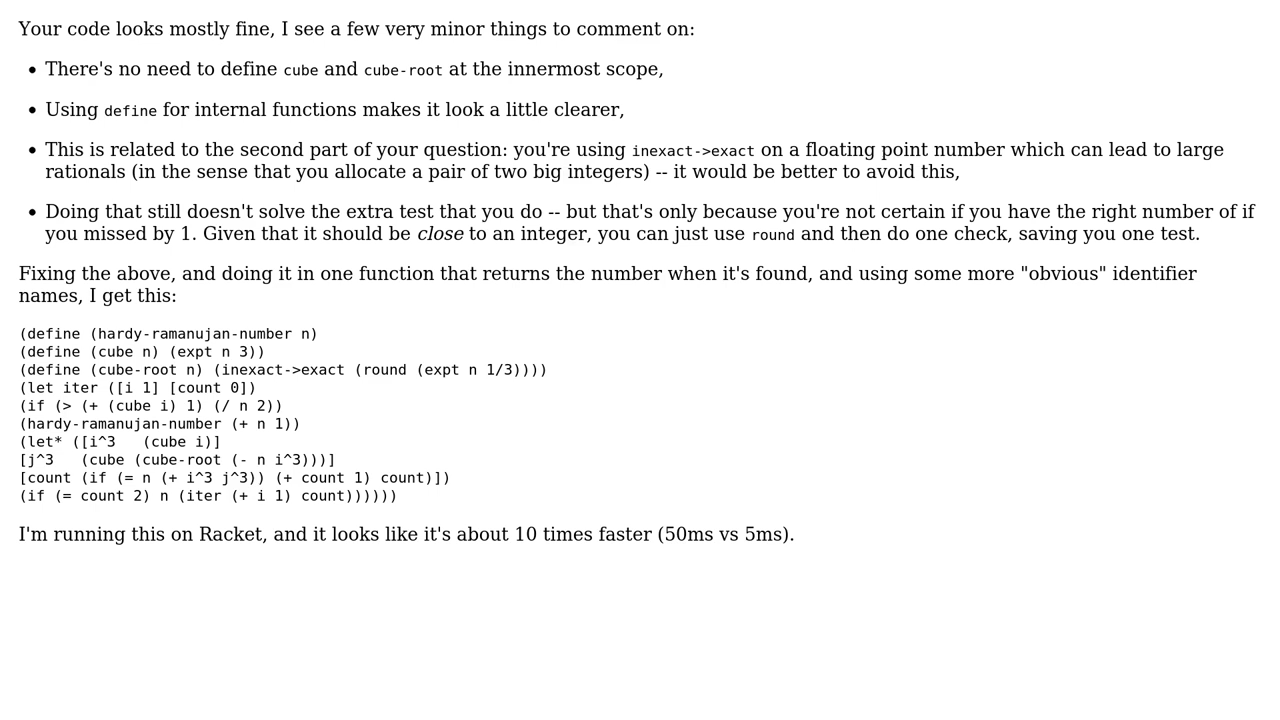 Your code looks mostly fine, I see a few very minor things to comment on:
There's no need to define cube and cube-root at the innermost scope,
Using define for internal functions makes it look a little clearer,
This is related to the second part of your question: you're using inexact->exact on a floating point number which can lead to large
rationals (in the sense that you allocate a pair of two big integers) -- it would be better to avoid this,
Doing that still doesn't solve the extra test that you do -- but that's only because you're not certain if you have the right number of if
you missed by 1. Given that it should be close to an integer, you can just use round and then do one check, saving you one test.
Fixing the above, and doing it in one function that returns the number when it's found, and using some more "obvious" identifier
names, I get this:
(define (hardy-ramanujan-number n)
(define (cube n) (expt n 3))
(define (cube-root n) (inexact->exact (round (expt n 1/3))))
(let iter ([i 1] [count 0])
(if (> (+ (cube i) 1) (/ n 2))
(hardy-ramanujan-number (+ n 1))
(let* ([i^3   (cube i)]
[j^3   (cube (cube-root (- n i^3)))]
[count (if (= n (+ i^3 j^3)) (+ count 1) count)])
(if (= count 2) n (iter (+ i 1) count))))))
I'm running this on Racket, and it looks like it's about 10 times faster (50ms vs 5ms).